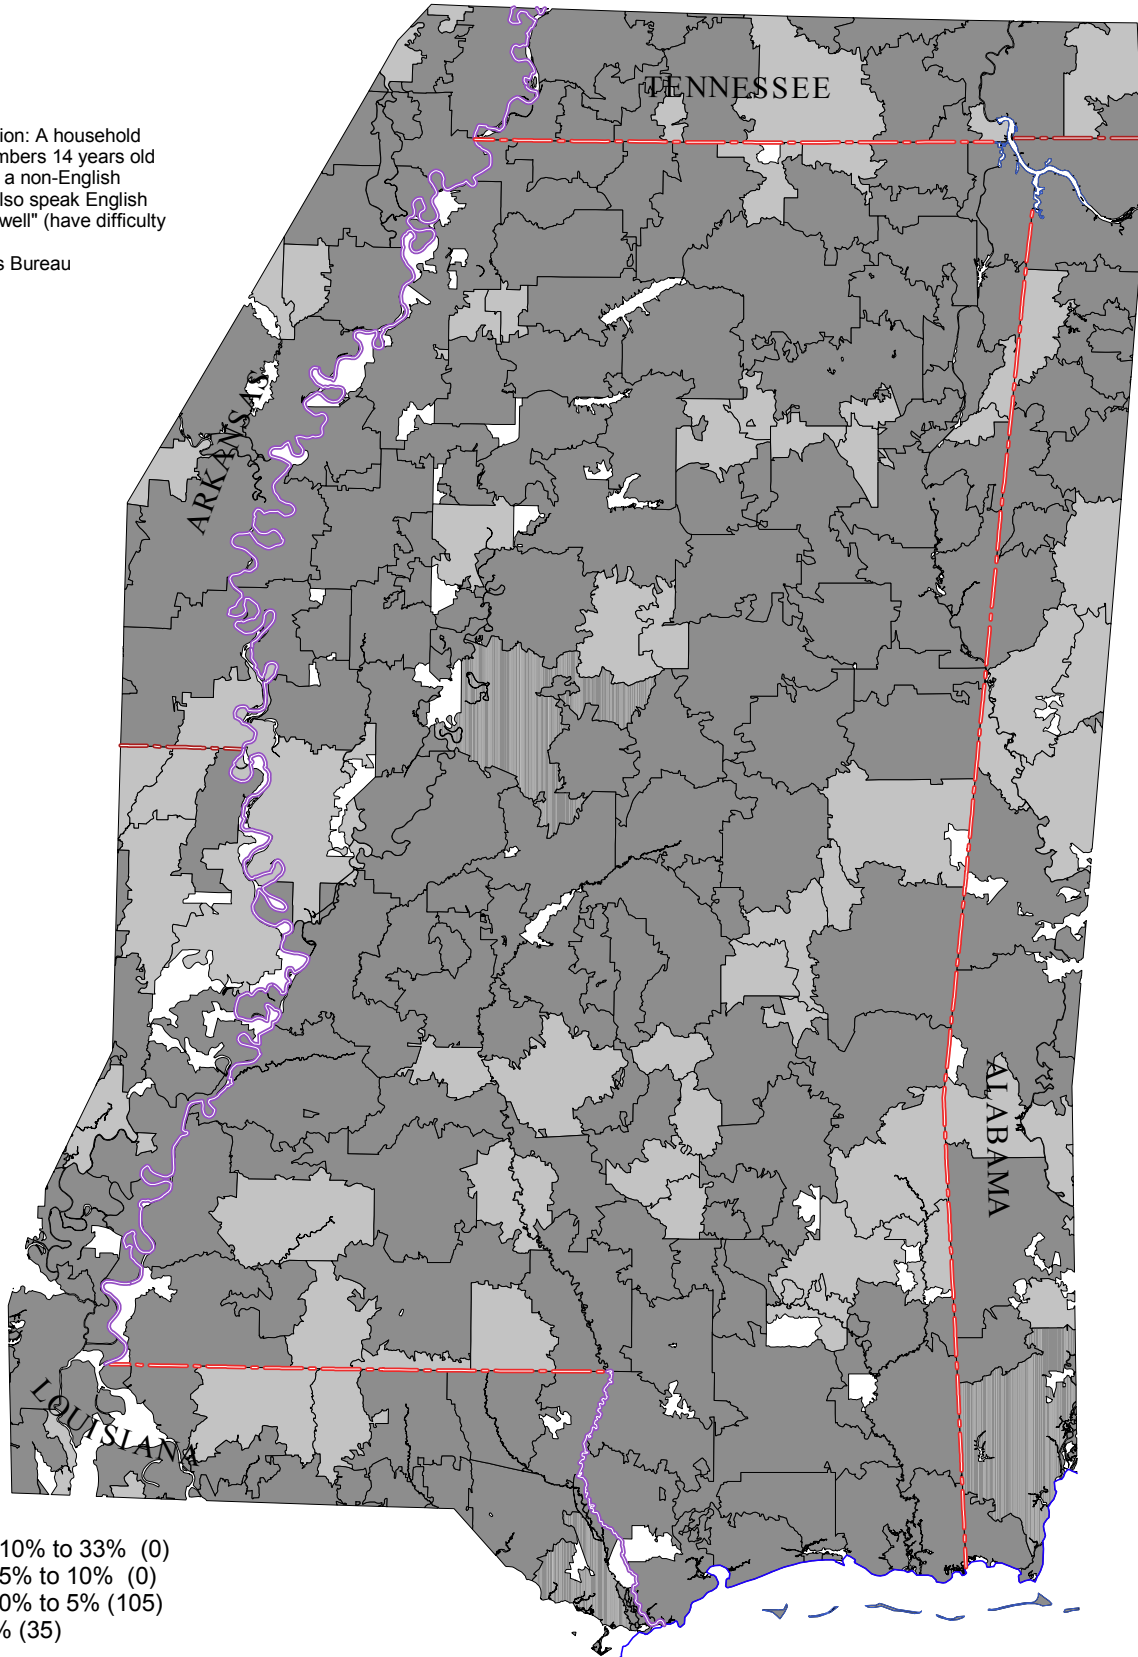 ion: A household
mbers 14 years old
a non-English
lso speak English
well" (have difficulty
s Bureau
TENNESSEE
ARKANSAS
ALABAMA
LOUISIANA
10% to 33% (0)
5% to 10% (0)
0% to 5% (105)
% (35)